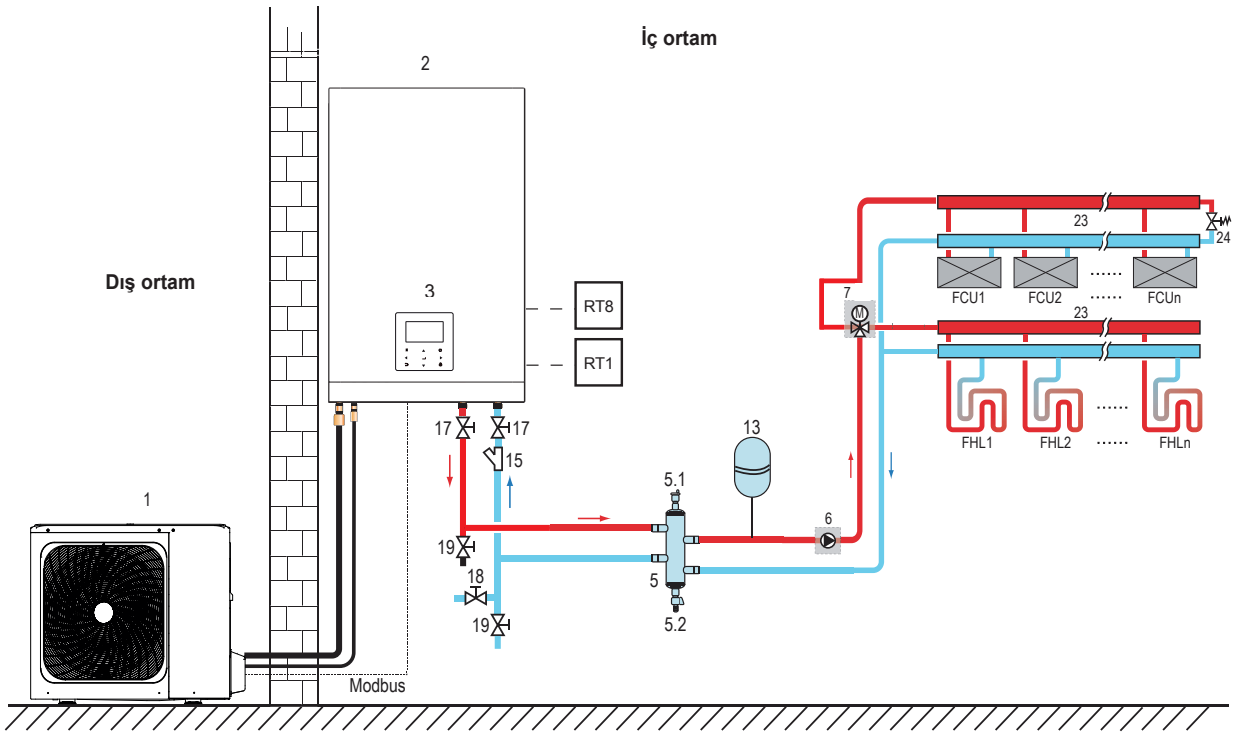 İç ortam
2
Dış ortam
3
RT8
RT1
23
24
FCU1
FCU2
......
......
FCUn
7
M
23
17
17
15
13
5.1
FHL1
FHL2
......
......
FHLn
1
6
19
18
5
19
5.2
Modbus